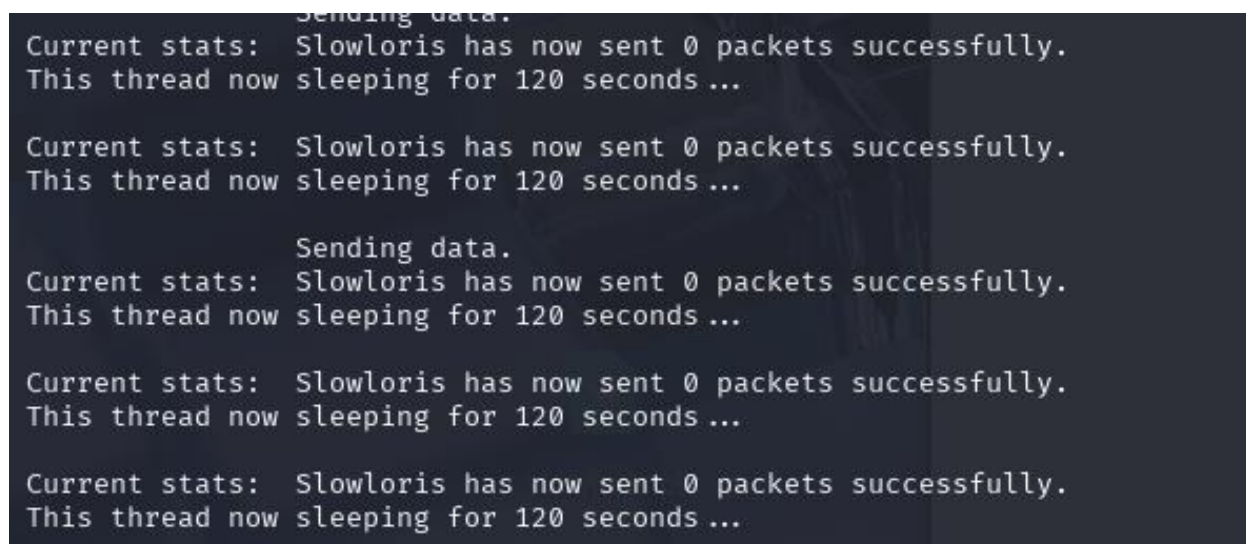 Sending data.
Current stats:  Slowloris has now sent 0 packets successfully.
This thread now sleeping for 120 seconds...
Current stats:  Slowloris has now sent 0 packets successfully.
This thread now sleeping for 120 seconds...
Sending data.
Current stats:  Slowloris has now sent 0 packets successfully.
This thread now sleeping for 120 seconds...
Current stats:  Slowloris has now sent 0 packets successfully.
This thread now sleeping for 120 seconds...
Current stats:  Slowloris has now sent 0 packets successfully.
This thread now sleeping for 120 seconds...